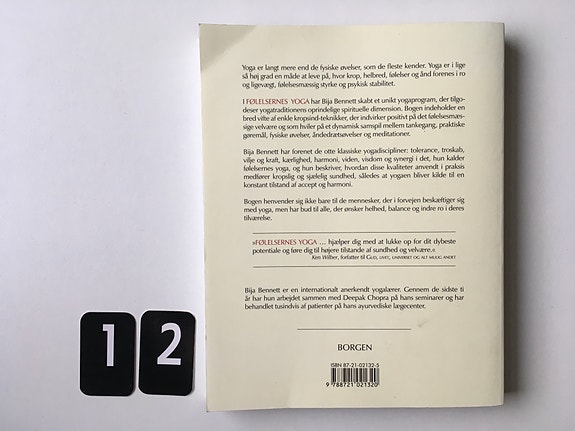 Yoga er langt mere end de fysiske øvelser, som de fleste kender. Yoga er i lige
så høj grad en måde at leve på, hvor krop, helbred, følelser og ånd forenes i ro
og ligevægt, følelsesmæssig styrke og psykisk stabilitet.
I FØLELSERNES YOGA har Bija Bennett skabt et unikt yogaprogram, der tilgo-
deser yogatraditionens oprindelige spirituelle dimension. Bogen indeholder en
bred vifte af enkle kropsind-teknikker, der indvirker positivt på det følelsesmæs-
sige velvære og som hviler på et dynamisk samspil mellem tankegang, praktiske
gøremål, fysiske øvelser, åndedrætsøvelser og meditationer.
Bija Bennett har forenet de otte klassiske yogadiscipliner: tolerance, troskab,
vilje og kraft, kærlighed, harmoni, viden, visdom og synergi i det, hun kalder
følelsernes yoga, og hun beskriver, hvordan disse kvaliteter anvendt i praksis
medfører kropslig og sjælelig sundhed, således at yogaen bliver kilde til en
konstant tilstand af accept og harmoni.
Bogen henvender sig ikke bare til de mennesker, der i forvejen beskæftiger sig
med yoga, men har bud til alle, der ønsker helhed, balance og indre ro i deres
tilværelse.
»FØLELSERNES YOGA ... hjælper dig med at lukke op for dit dybeste
potentiale og føre dig til højere tilstande af sundhed og velvære.«
Ken Wilber, forfatter til GUD, LIVET, UNIVERSET OG ALT MULIG ANDET
Bija Bennett er en internationalt anerkendt yogalærer. Gennem de sidste ti
år har hun arbejdet sammen med Deepak Chopra på hans seminarer og har
behandlet tusindvis af patienter på hans ayurvediske lægecenter.
BORGEN
ISBN 87-21-02132-5
9 788721 021320
12